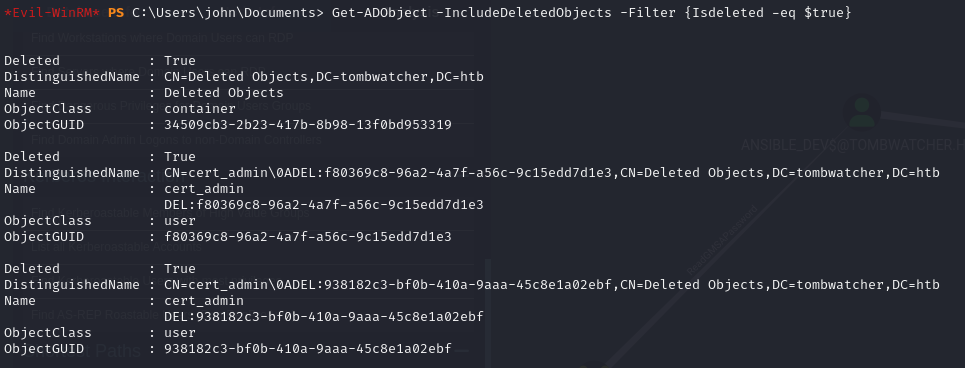 *Evil-WinRM* PS C:\Users\john\Documents> Get-ADObject -IncludeDeletedObjects -Filter {Isdeleted -eq $true}
Deleted           : True
DistinguishedName : CN=Deleted Objects,DC=tombwatcher,DC=htb
Name              : Deleted Objects
ObjectClass       : container
ObjectGUID        : 34509cb3-2b23-417b-8b98-13f0bd953319
ANSIBLE_DEV$@TOMBWATCHER.H
Deleted           : True
DistinguishedName : CN=cert_admin\0ADEL:f80369c8-96a2-4a7f-a56c-9c15edd7d1e3,CN=Deleted Objects,DC=tombwatcher,DC=htb
Name              : cert_admin
                    DEL:f80369c8-96a2-4a7f-a56c-9c15edd7d1e3
ObjectClass       : user
ObjectGUID        : f80369c8-96a2-4a7f-a56c-9c15edd7d1e3
Deleted           : True
DistinguishedName : CN=cert_admin\0ADEL:938182c3-bf0b-410a-9aaa-45c8e1a02ebf,CN=Deleted Objects,DC=tombwatcher,DC=htb
Name              : cert_admin
                    DEL:938182c3-bf0b-410a-9aaa-45c8e1a02ebf
ObjectClass       : user
ObjectGUID        : 938182c3-bf0b-410a-9aaa-45c8e1a02ebf